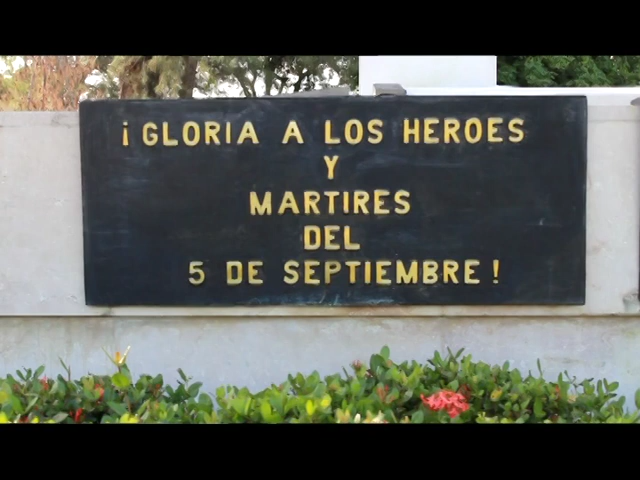 ¡GLORIA A LOS HEROES
Y
MARTIRES
DEL
5 DE SEPTIEMBRE!